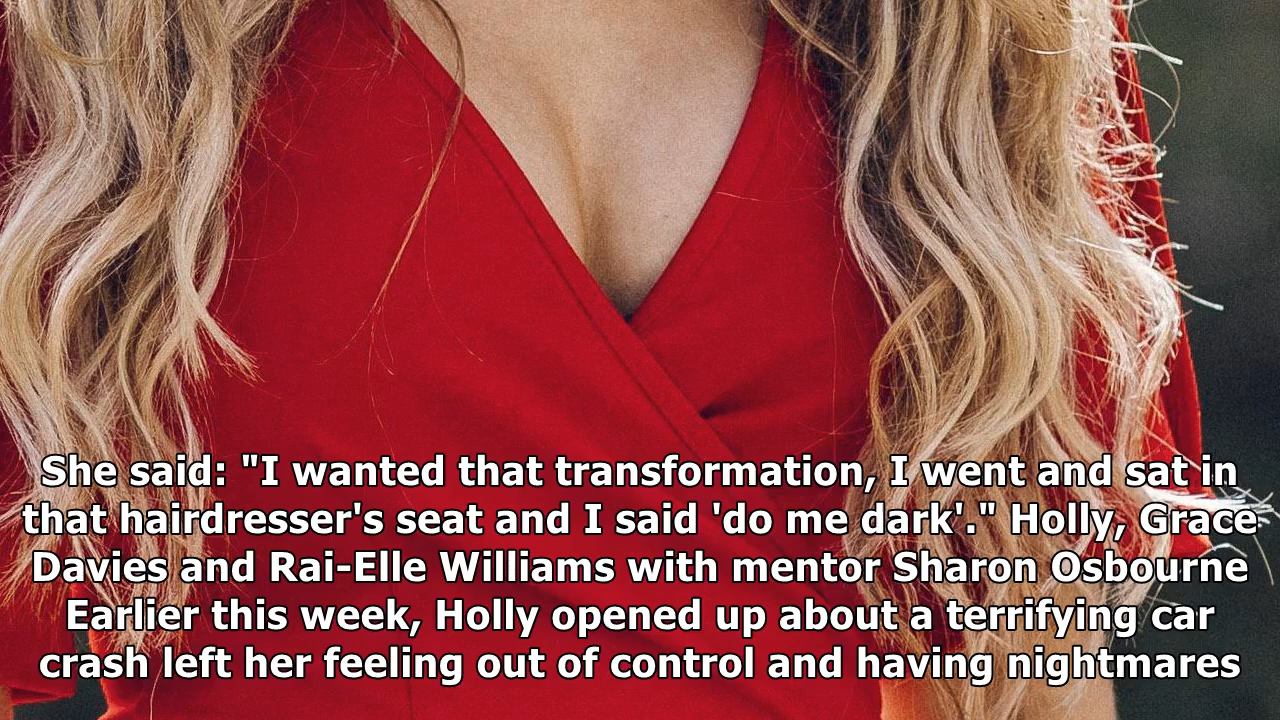 She said: "I wanted that transformation, I went and sat in
that hairdresser's seat and I said 'do me dark'." Holly, Grace
Davies and Rai-Elle Williams with mentor Sharon Osbourne
Earlier this week, Holly opened up about a terrifying car
crash left her feeling out of control and having nightmares